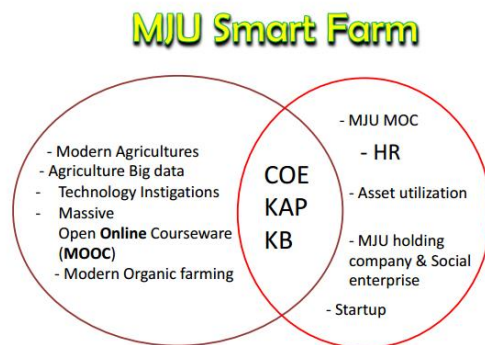 MJU Smart Farm
- Modern Agricultures
- Agriculture Big data
- Technology Instigations
- Massive
Open Online Courseware
(MOOC)
- Modern Organic farming
COE
KAP
KB
- MJU MOC
- HR
- Asset utilization
- MJU holding
company & Social
enterprise
- Startup